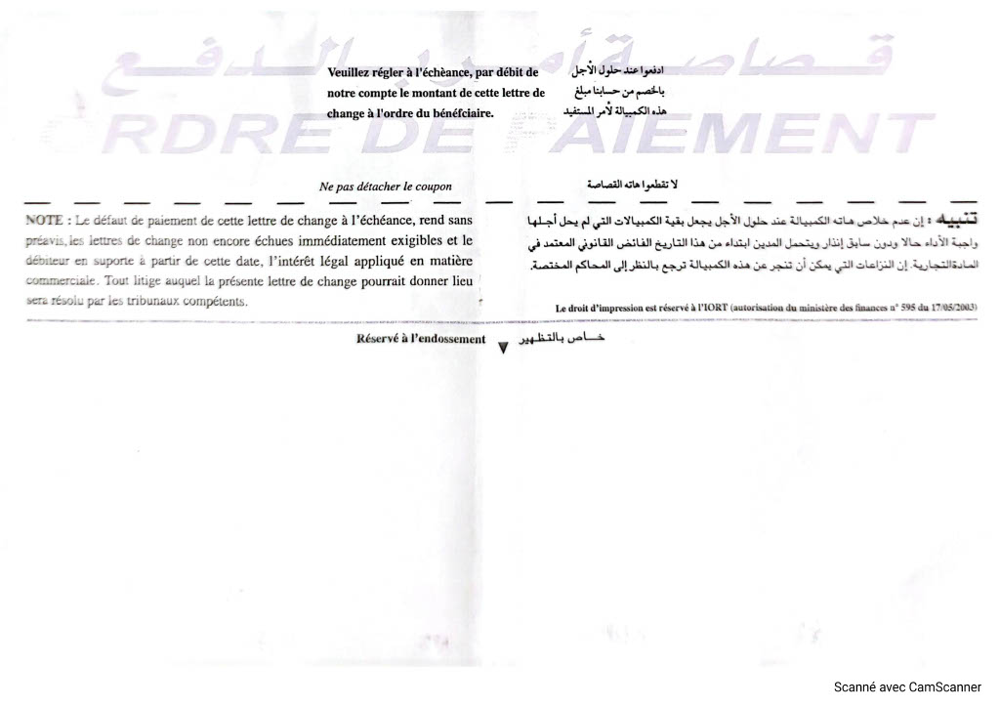 قصاصة أمر بالدفع
ORDRE DE PAIEMENT
Veuillez régler à l'échèance, par débit de
notre compte le montant de cette lettre de
change à l'ordre du bénéfciaire.
ادفعوا عند حلول الأجل
بالخصم من حسابنا مبلغ
هذه الكمبيالة لأمر المستفيد
Ne pas détacher le coupon
لا تقطعوا هاته القصاصة
NOTE : Le défaut de paiement de cette lettre de change à l'échéance, rend sans
préavis, les lettres de change non encore échues immédiatement exigibles et le
débiteur en suporte à partir de cette date, l'intérêt légal appliqué en matière
commerciale. Tout litige auquel la présente lettre de change pourrait donner lieu
sera résolu par les tribunaux compétents.
تنبيه : إن عدم خلاص هاته الكمبيالة عند حلول الأجل يجعل بقية الكمبيالات التي لم يحل أجلها
واجبة الأداء حالا ودون سابق إنذار ويتحمل المدين ابتداء من هذا التاريخ الفائض القانوني المعتمد في
المادة التجارية. إن النزاعات التي يمكن أن تنجر عن هذه الكمبيالة ترجع بالنظر إلى المحاكم المختصة.
Le droit d'impression est réservé à l'IORT (autorisation du ministère des finances n° 595 du 17/05/2003)
Réservé à l'endossement
خاص بالتظهير
Scanné avec CamScanner